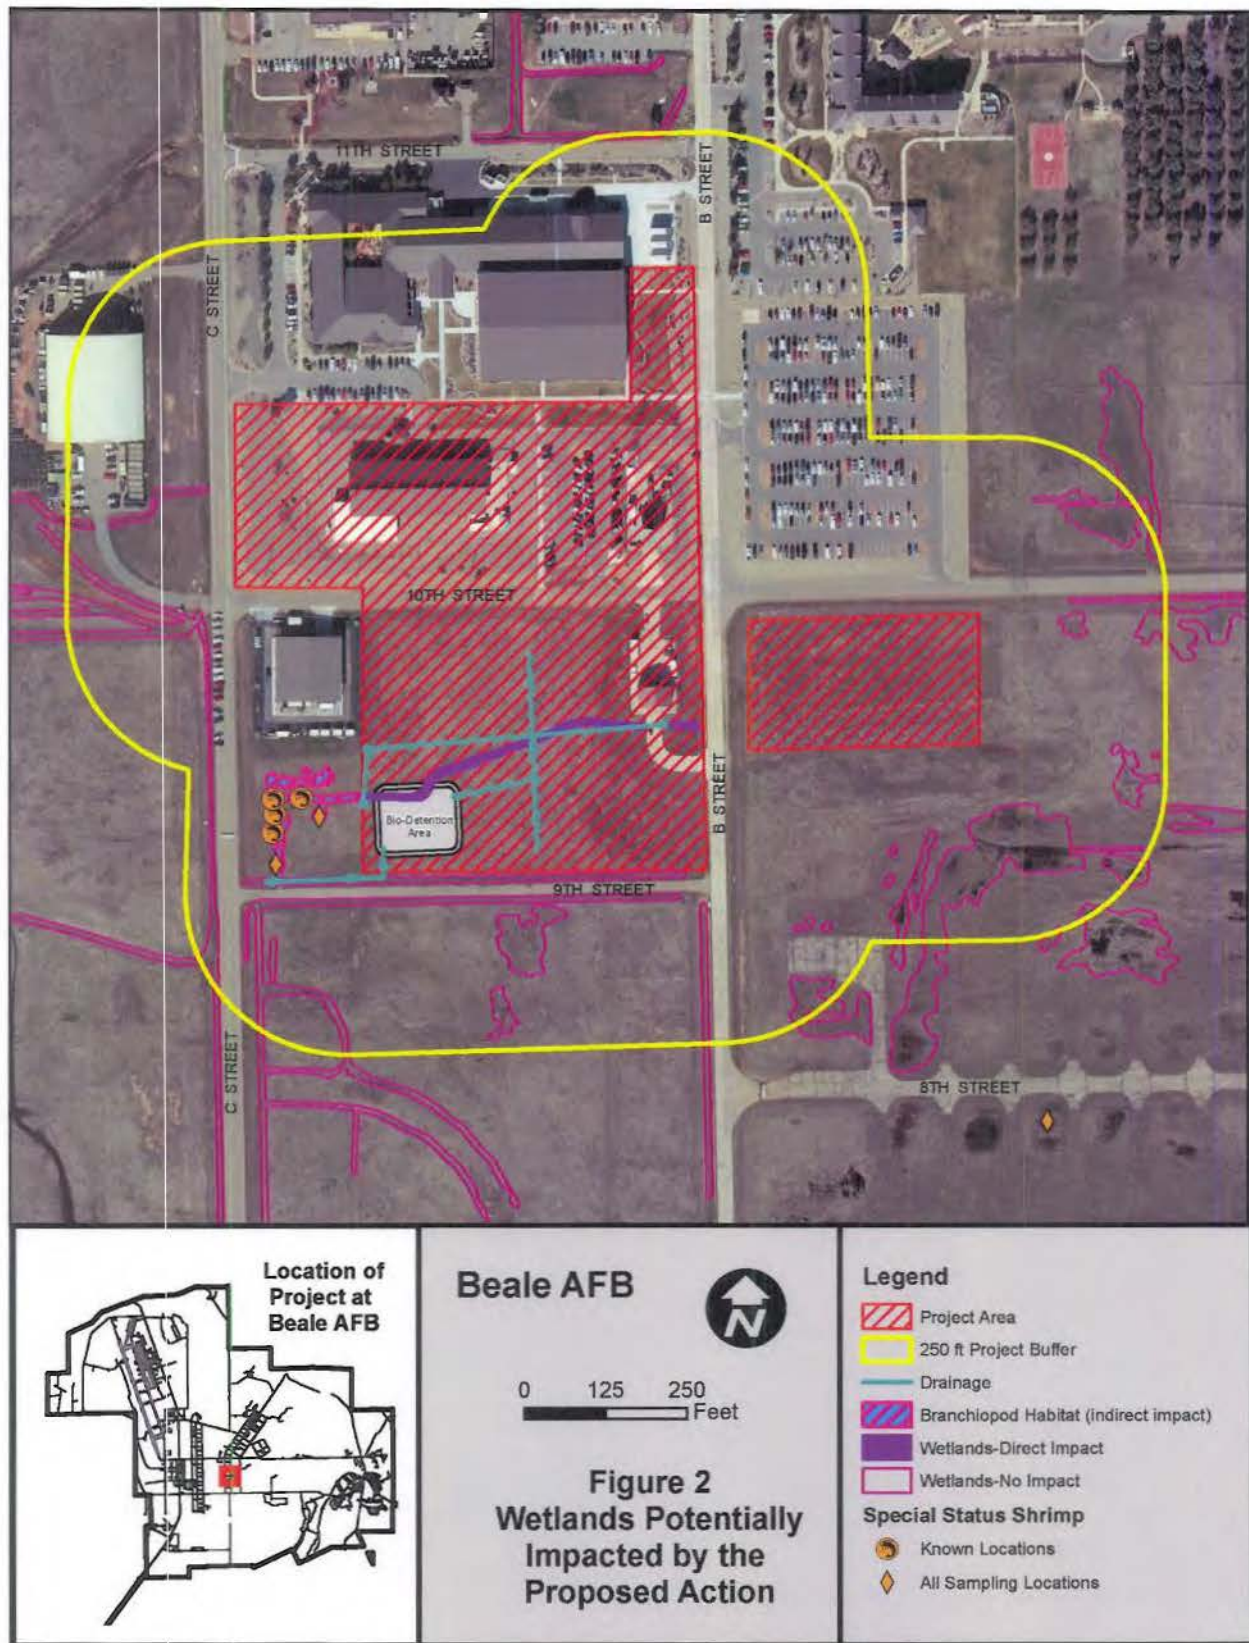 11TH STREET
B STREET
C STREET
10TH STREET
Bio-Detention
Area
B STREET
9TH STREET
C STREET
8TH STREET
Location of
Project at
Beale AFB
Beale AFB
N
0 125 250
Feet
Figure 2
Wetlands Potentially
Impacted by the
Proposed Action
Legend
Project Area
250 ft Project Buffer
Drainage
Branchiopod Habitat (indirect impact)
Wetlands-Direct Impact
Wetlands-No Impact
Special Status Shrimp
Known Locations
All Sampling Locations